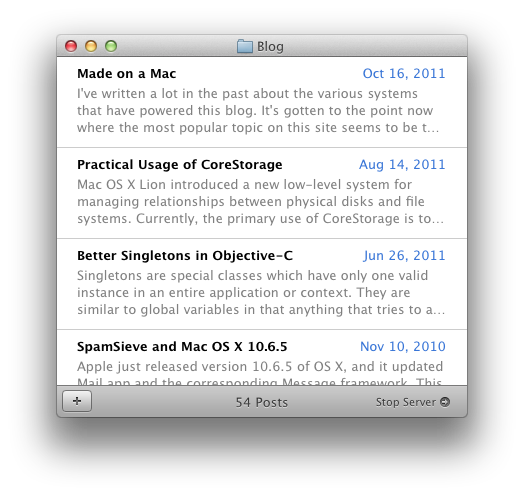 Blog
Made on a Mac Oct 16, 2011
I've written a lot in the past about the various systems
that have powered this blog. It's gotten to the point now
where the most popular topic on this site seems to be t...
Practical Usage of CoreStorage Aug 14, 2011
Mac OS X Lion introduced a new low-level system for
managing relationships between physical disks and file
systems. Currently, the primary use of CoreStorage is to...
Better Singletons in Objective-C Jun 26, 2011
Singletons are special classes which have only one valid
instance in an entire application or context. They are
similar to global variables in that anything that tries to a...
SpamSieve and Mac OS X 10.6.5 Nov 10, 2010
Apple just released version 10.6.5 of OS X, and it updated
Mail.app and the corresponding Message framework. This
54 Posts Stop Server